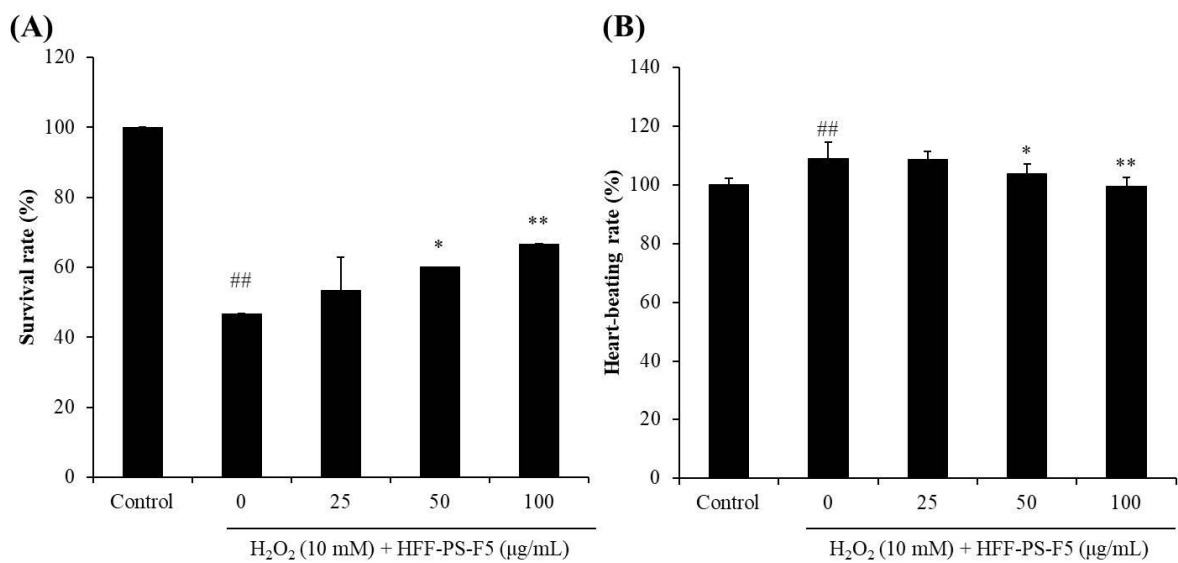 (A)
120
100
80
60
40
20
0
Survival rate (%)
##
*
**
Control 0 25 50 100
H₂O₂ (10 mM) + HFF-PS-F5 (μg/mL)
(B)
140
120
100
80
60
40
20
0
Heart-beating rate (%)
##
*
**
Control 0 25 50 100
H₂O₂ (10 mM) + HFF-PS-F5 (μg/mL)